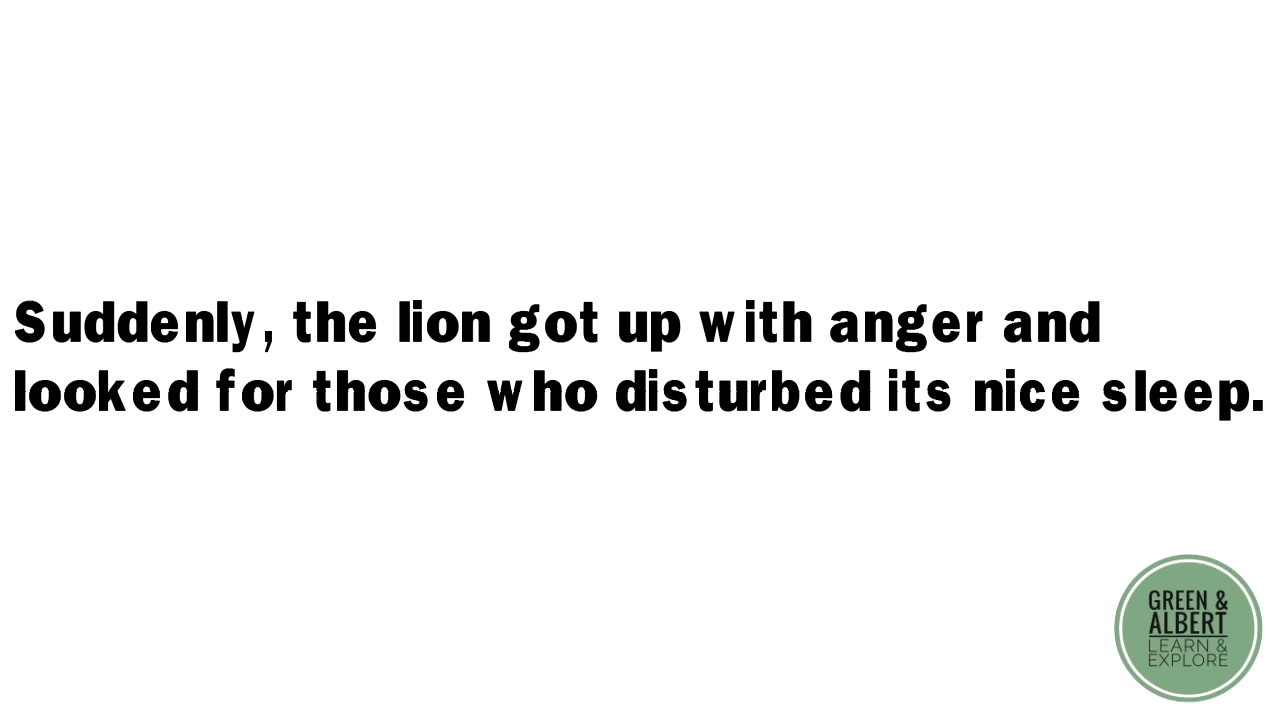 Suddenly, the lion got up with anger and
looked for those who disturbed its nice sleep.
GREEN &
ALBERT
LEARN &
EXPLORE